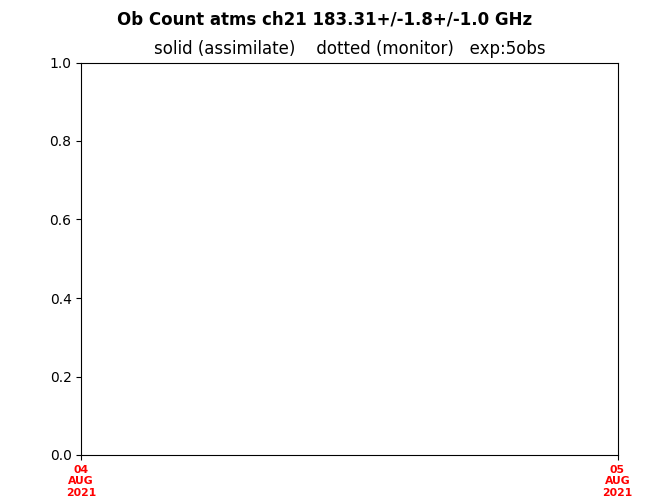 Ob Count atms ch21 183.31+/-1.8+/-1.0 GHz
solid (assimilate)    dotted (monitor)   exp:5obs
1.0
0.8
0.6
0.4
0.2
0.0
04
AUG
2021
05
AUG
2021